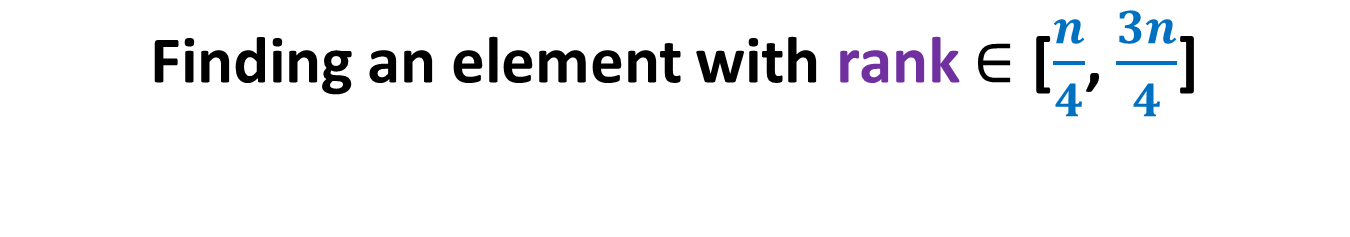 Finding an element with rank ∈ [n/4, 3n/4]